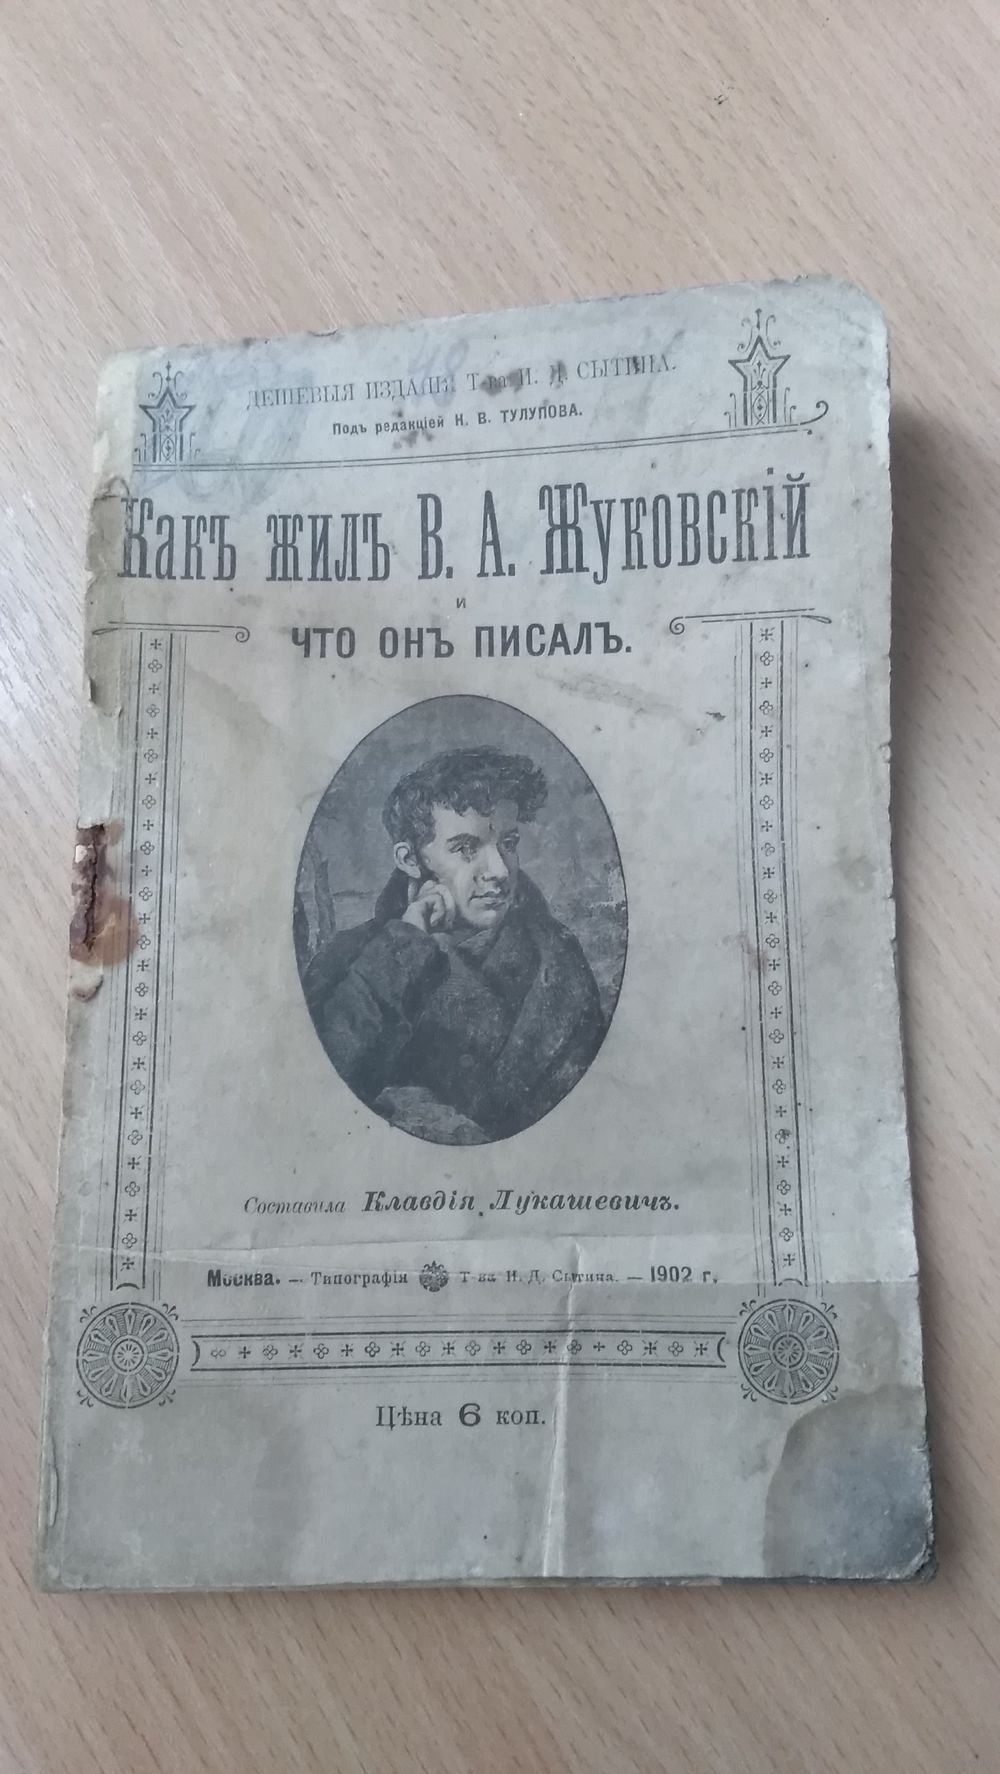 ДЕШЕВЫЯ ИЗДАНІЯ Т-ва И. Д. СЫТИНА.
Подъ редакціей Н. В. ТУЛУПОВА.
Какъ жилъ В. А. Жуковскій
и
ЧТО ОНЪ ПИСАЛЪ.
Составила Клавдія Лукашевичъ.
Москва. — Типографія Т-ва И. Д. Сытина. — 1902 г.
Цѣна 6 коп.